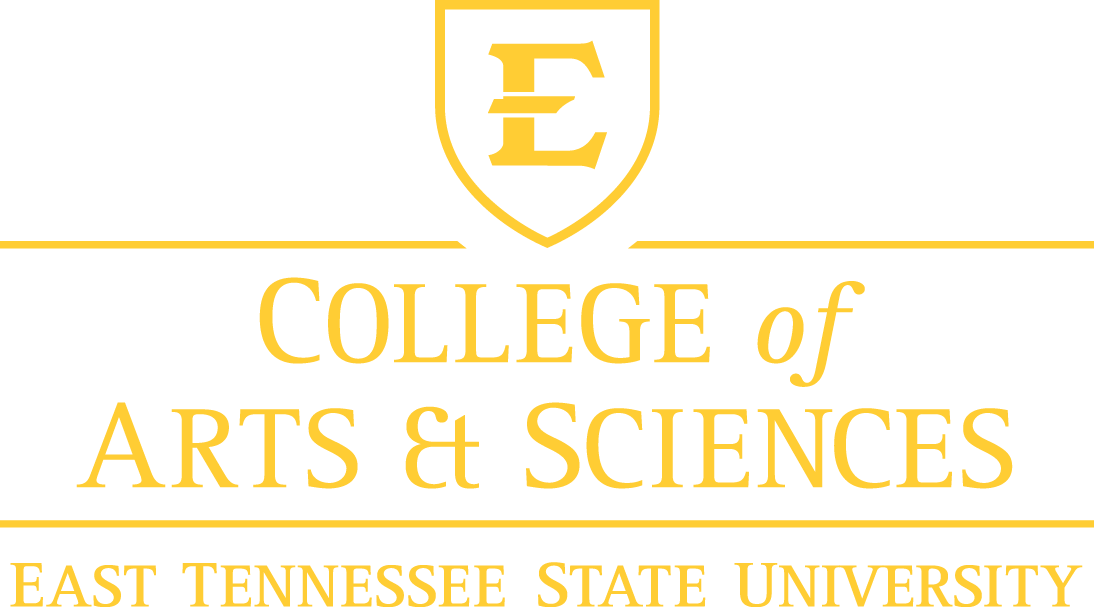 E
COLLEGE of
ARTS & SCIENCES
EAST TENNESSEE STATE UNIVERSITY